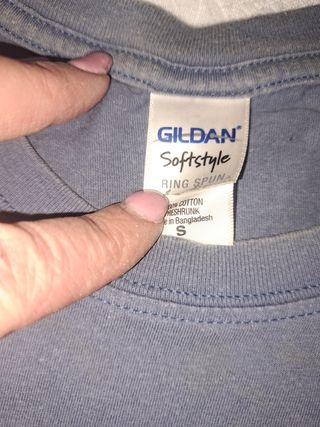 GILDAN®
Softstyle
RING SPUN
COTTON
in Bangladesh
S